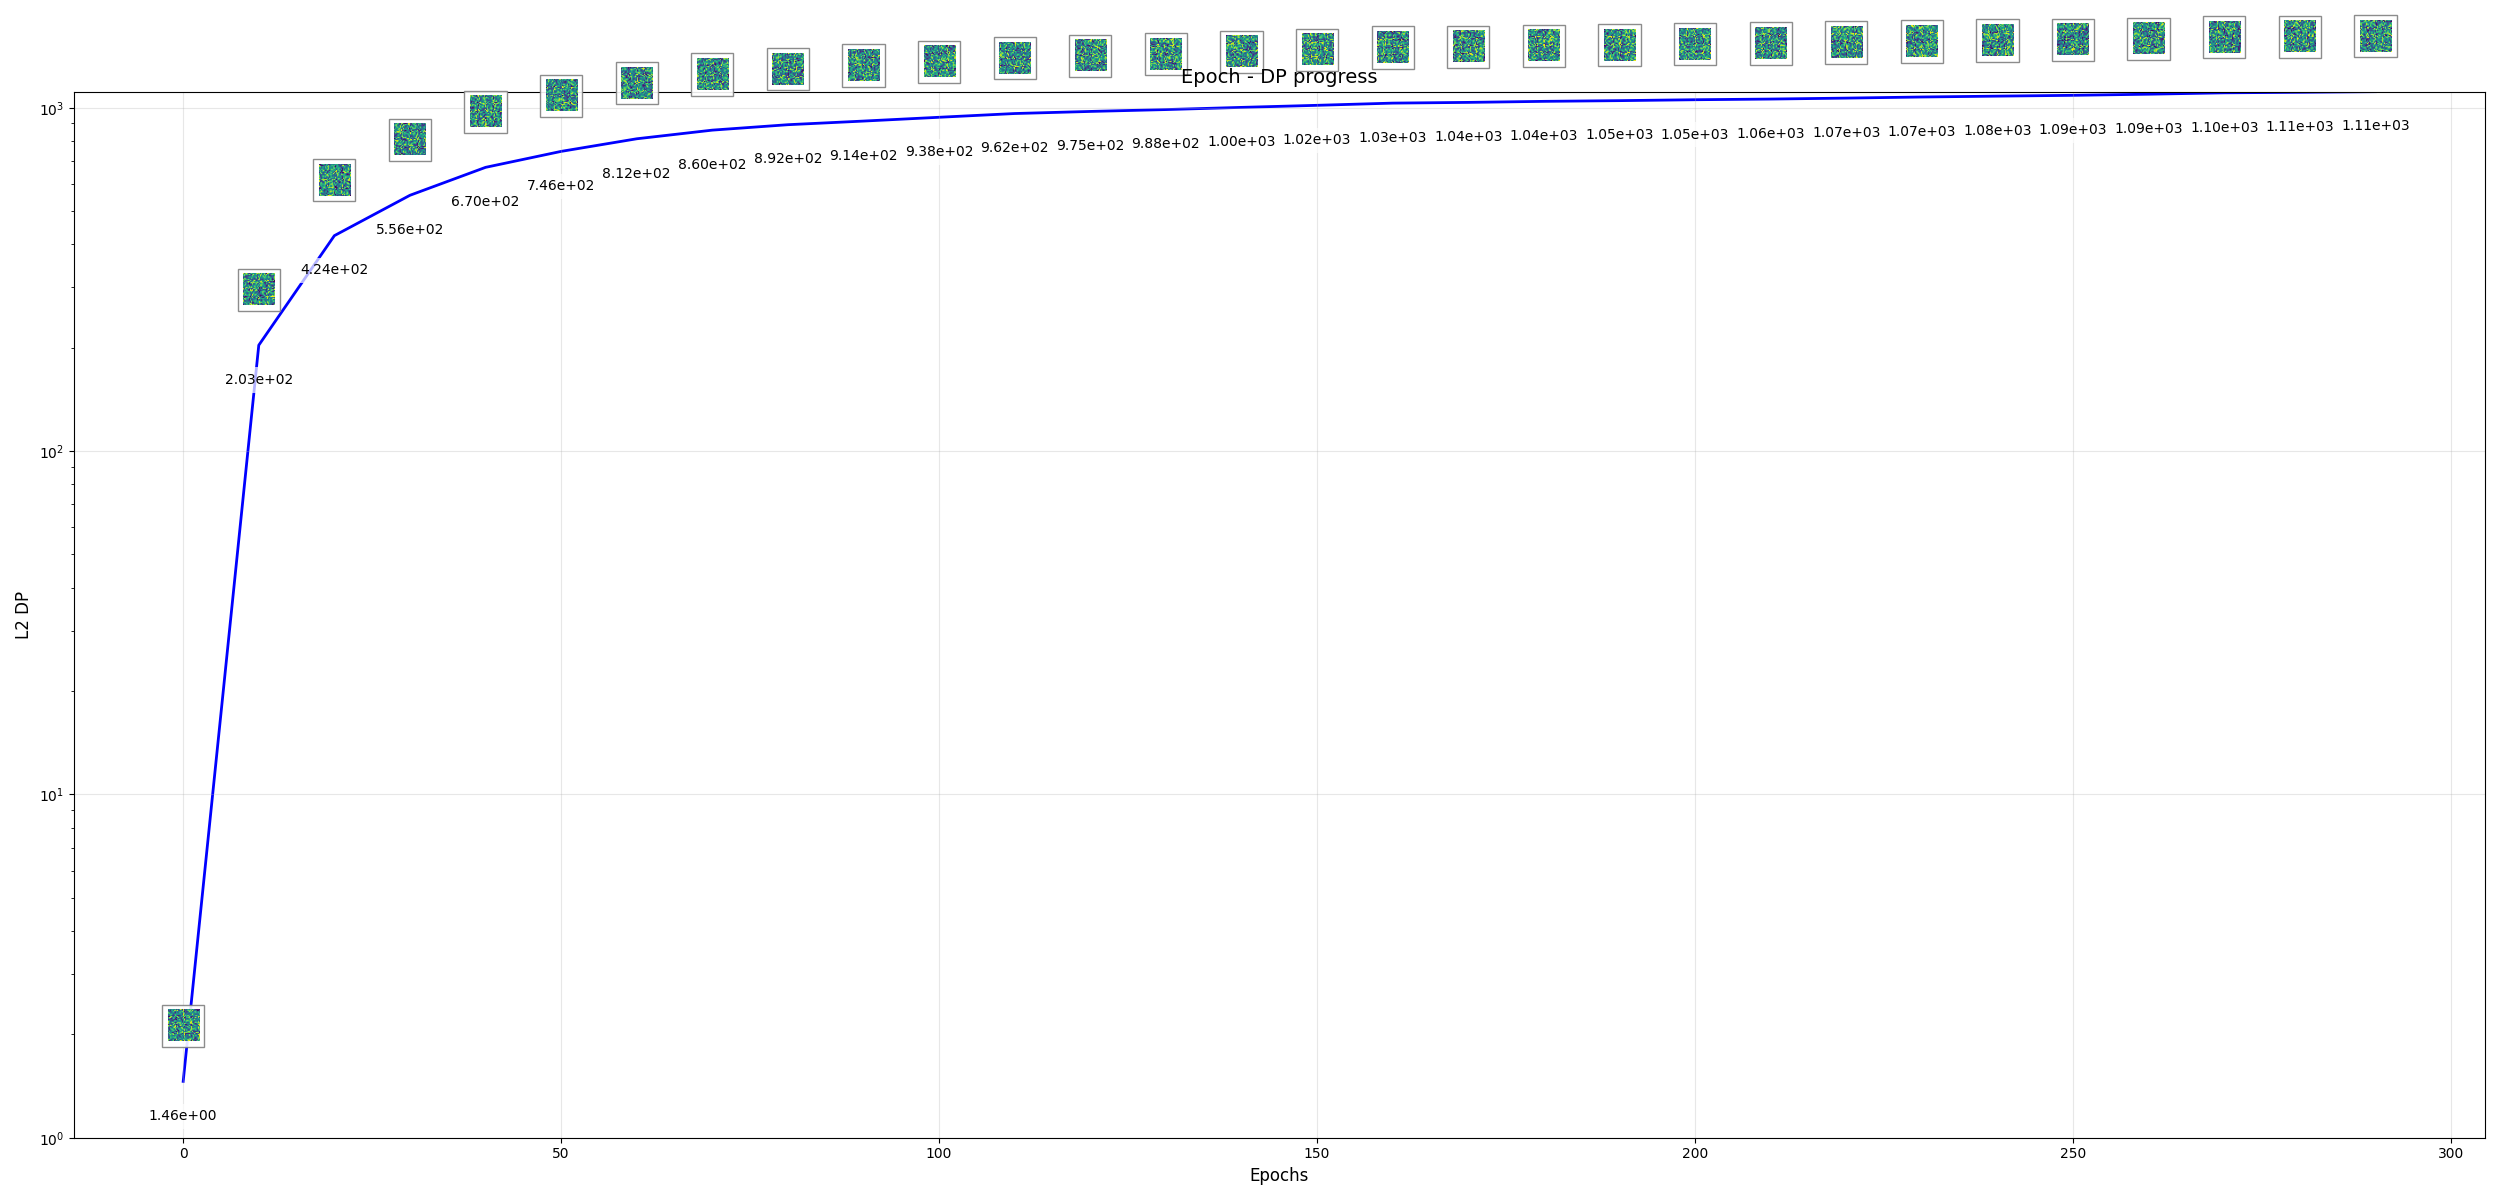 Epoch - DP progress
10³
10²
10¹
10⁰
L2 DP
1.46e+00
2.03e+02
4.24e+02
5.56e+02
6.70e+02
7.46e+02
8.12e+02
8.60e+02
8.92e+02
9.14e+02
9.38e+02
9.62e+02
9.75e+02
9.88e+02
1.00e+03
1.02e+03
1.03e+03
1.04e+03
1.04e+03
1.05e+03
1.05e+03
1.06e+03
1.07e+03
1.07e+03
1.08e+03
1.09e+03
1.09e+03
1.10e+03
1.11e+03
1.11e+03
0 50 100 150 200 250 300
Epochs